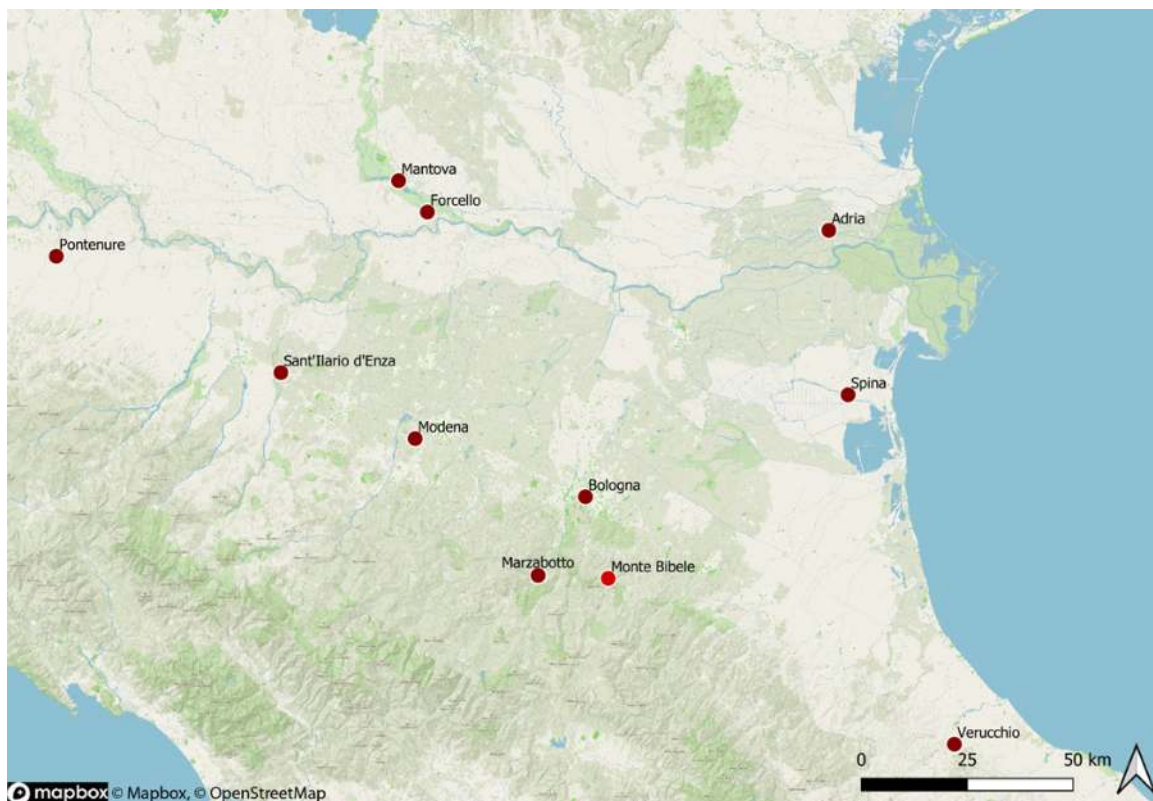 Mantova
Forcello
Adria
Pontenure
Sant'Ilario d'Enza
Spina
Modena
Bologna
Marzabotto
Monte Bibele
Verucchio
0 25 50 km
mapbox © Mapbox, © OpenStreetMap